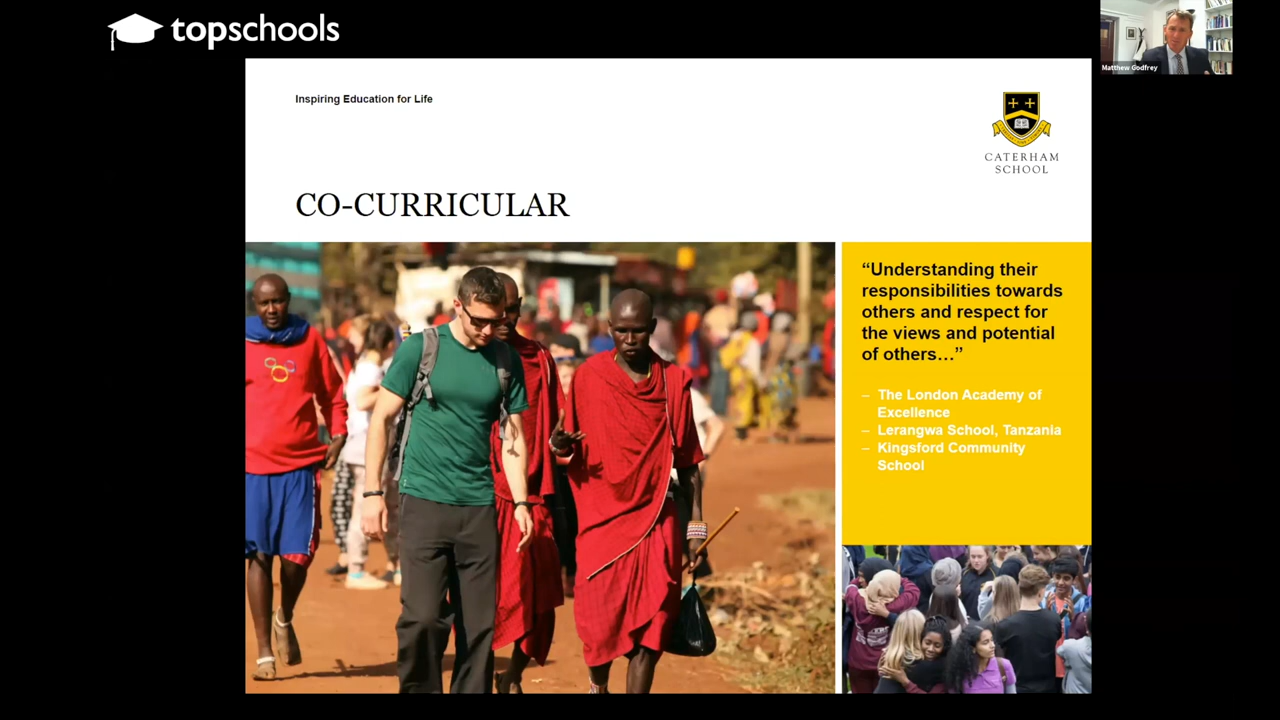 topschools
Matthew Godfrey
Inspiring Education for Life
CATERHAM
SCHOOL
CO-CURRICULAR
“Understanding their
responsibilities towards
others and respect for
the views and potential
of others…”
– The London Academy of
Excellence
– Lerangwa School, Tanzania
– Kingsford Community
School